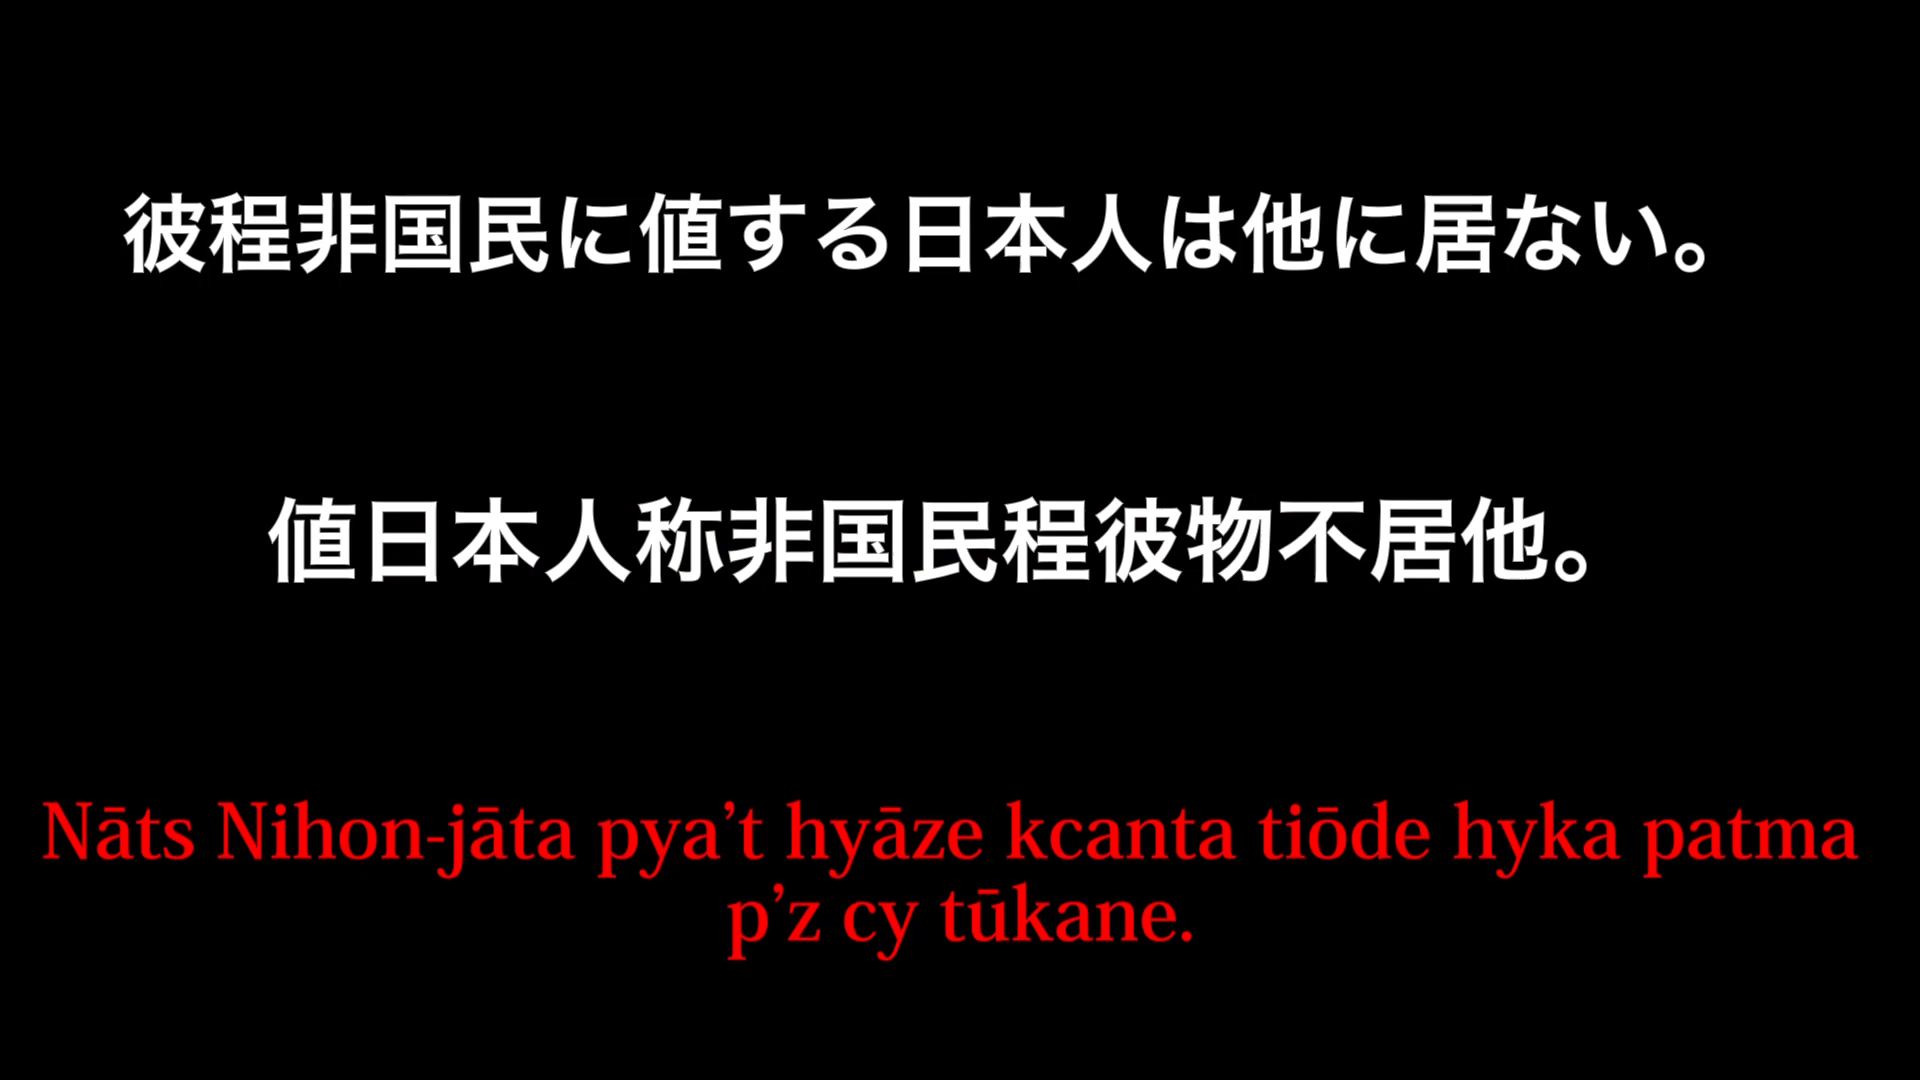 彼程非国民に値する日本人は他に居ない。
値日本人称非国民程彼物不居他。
Nāts Nihon-jāta pya’t hyāze kcanta tiōde hyka patma
p’z cy tūkane.